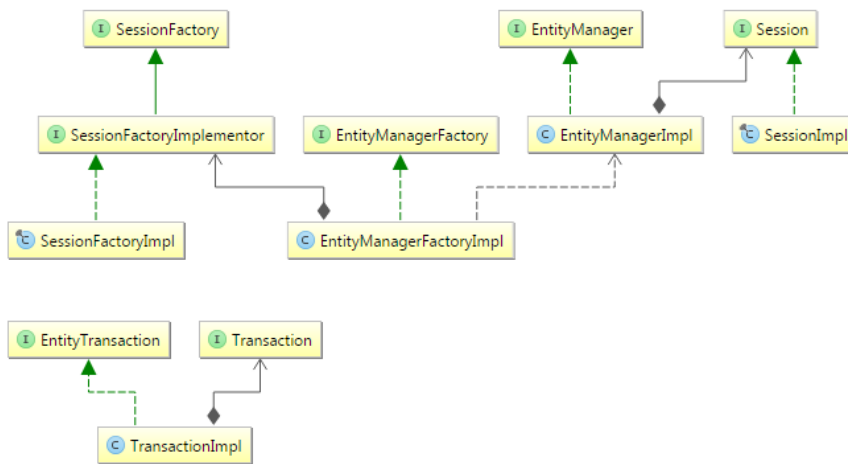 I SessionFactory
I EntityManager
I Session
I SessionFactoryImplementor
I EntityManagerFactory
C EntityManagerImpl
C SessionImpl
C SessionFactoryImpl
C EntityManagerFactoryImpl
I EntityTransaction
I Transaction
C TransactionImpl